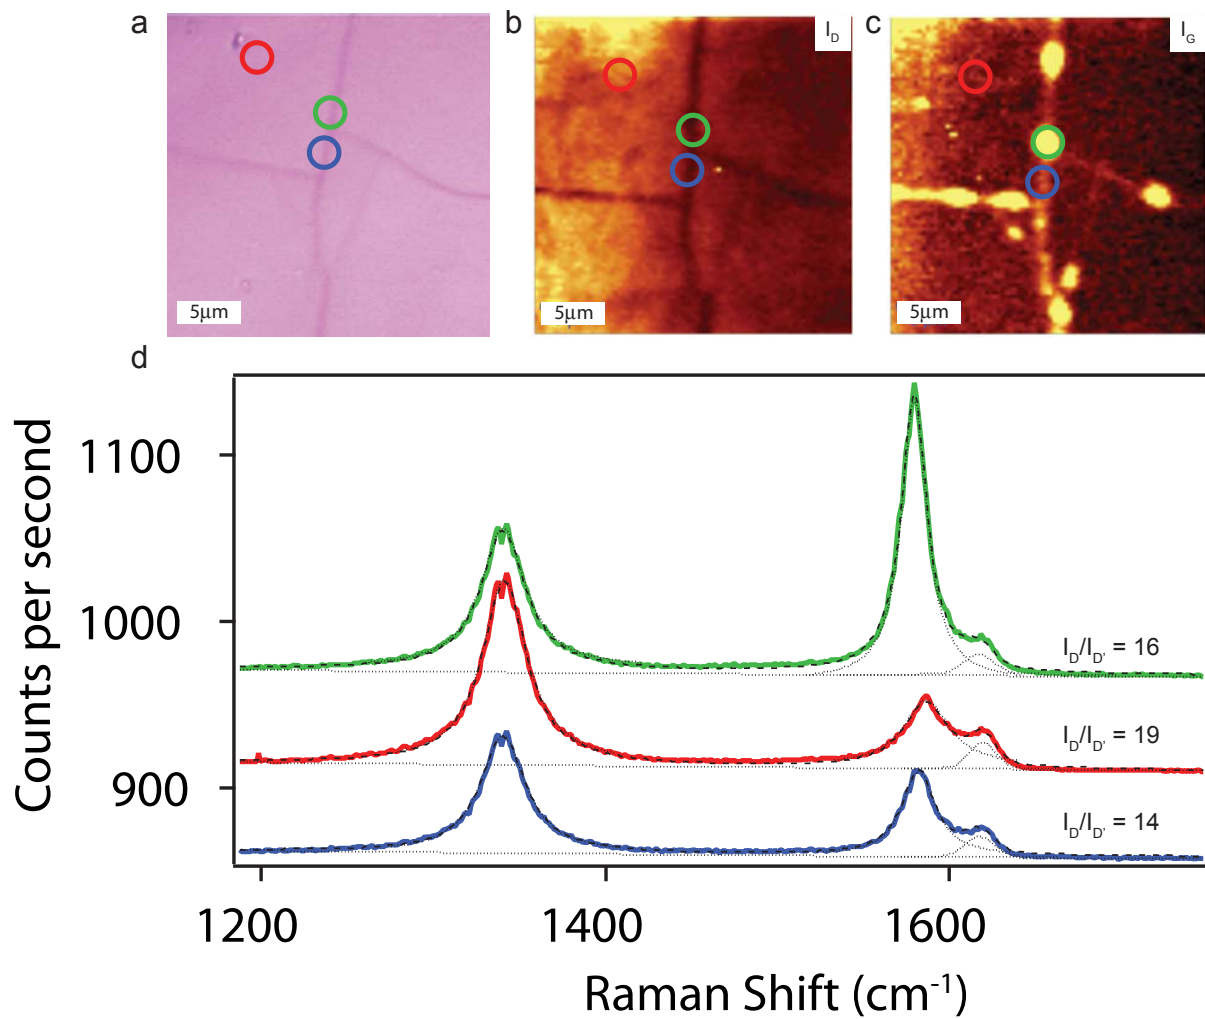 a
b
I_D
c
I_G
5μm
5μm
5μm
d
Counts per second
1100
1000
900
I_D/I_D' = 16
I_D/I_D' = 19
I_D/I_D' = 14
1200
1400
1600
Raman Shift (cm⁻¹)